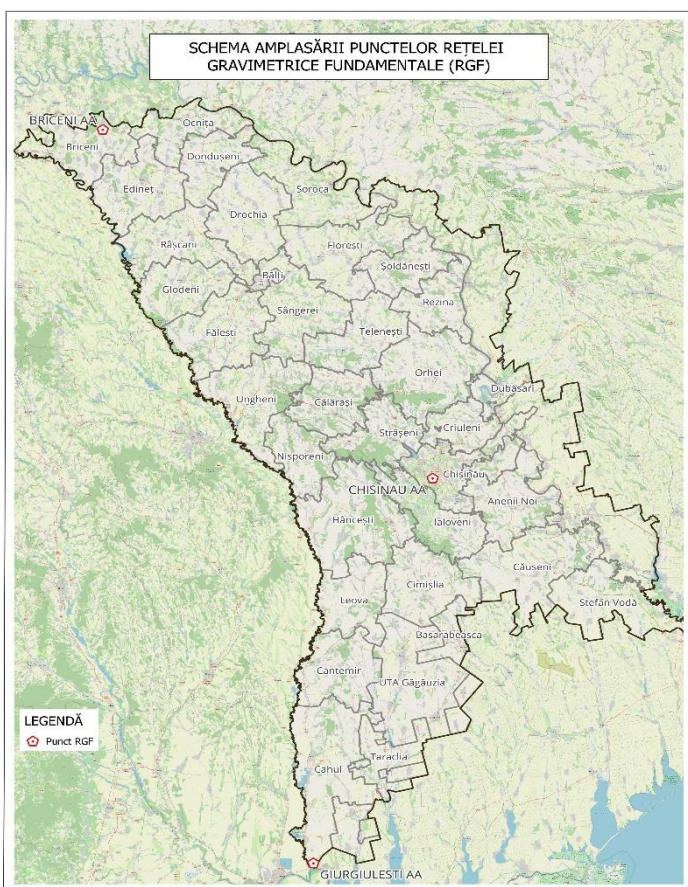 SCHEMA AMPLASĂRII PUNCTELOR REȚELEI
GRAVIMETRICE FUNDAMENTALE (RGF)
BRICENI AA
Ocnița
Briceni
Dondușeni
Edineț
Soroca
Drochia
Rășcani
Florești
Șoldănești
Bălți
Glodeni
Rezina
Sângerei
Fălești
Telenești
Orhei
Dubăsari
Ungheni
Călărași
Criuleni
Strășeni
Nisporeni
Chișinău
CHISINAU AA
Anenii Noi
Hâncești
Ialoveni
Căușeni
Cimișlia
Leova
Ștefan Vodă
Basarabeasca
Cantemir
UTA Găgăuzia
LEGENDĂ
Punct RGF
Taraclia
Cahul
GIURGIULESTI AA